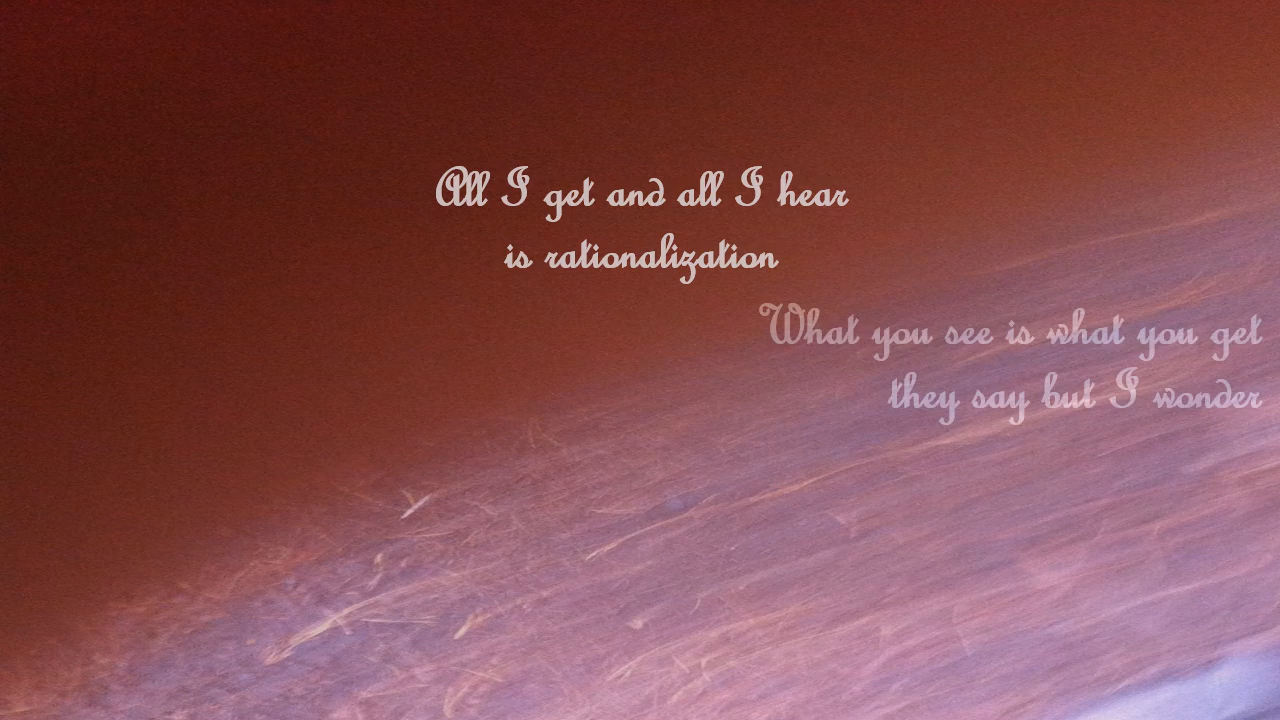 All I get and all I hear
is rationalization
What you see is what you get
they say but I wonder